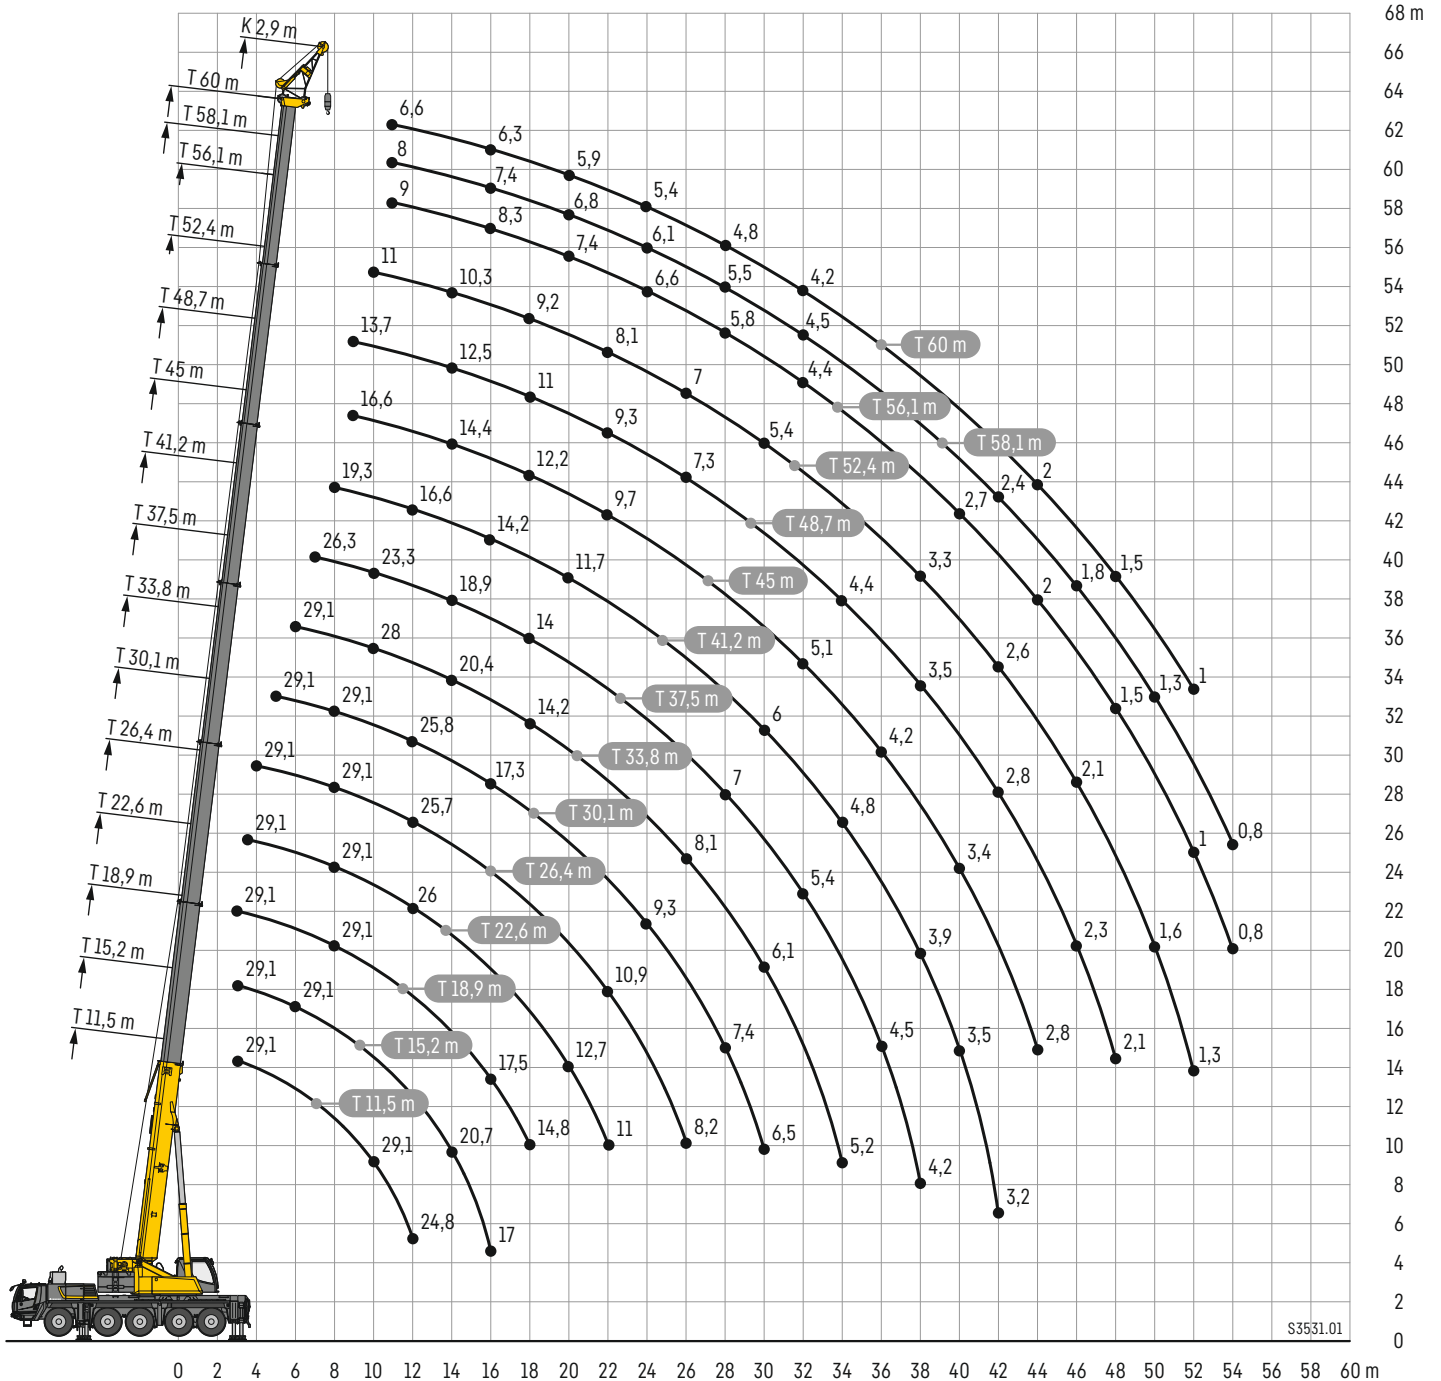 68 m
K 2,9 m
66
T 60 m
64
T 58,1 m
62
T 56,1 m
60
58
T 52,4 m
56
54
T 48,7 m
52
50
T 45 m
48
46
T 41,2 m
44
42
T 37,5 m
40
38
T 33,8 m
36
34
T 30,1 m
32
30
T 26,4 m
28
26
T 22,6 m
24
T 18,9 m
22
20
T 15,2 m
18
16
T 11,5 m
14
12
10
8
6
4
2
0
6,6 6,3 5,9 5,4 4,8 4,2 T 60 m 2 1,5 1
8 7,4 6,8 6,1 5,5 4,5 T 58,1 m 2,4 1,8 1,3 0,8
9 8,3 7,4 6,6 5,8 4,4 T 56,1 m 2,7 2 1,5 1 0,8
11 10,3 9,2 8,1 7 5,4 T 52,4 m 3,3 2,6 2,1 1,6 1,3
13,7 12,5 11 9,3 7,3 T 48,7 m 4,4 3,5 2,8 2,3 2,1
16,6 14,4 12,2 9,7 T 45 m 5,1 4,2 3,4 2,8
19,3 16,6 14,2 11,7 T 41,2 m 6 4,8 3,9 3,5 3,2
26,3 23,3 18,9 14 T 37,5 m 7 5,4 4,5 4,2
29,1 28 20,4 14,2 T 33,8 m 8,1 6,1 5,2
29,1 29,1 25,8 17,3 T 30,1 m 9,3 7,4 6,5
29,1 29,1 25,7 T 26,4 m 10,9 8,2
29,1 29,1 26 T 22,6 m 12,7 11
29,1 29,1 T 18,9 m 17,5 14,8
29,1 29,1 T 15,2 m 20,7 17
29,1 T 11,5 m 29,1 24,8
S3531.01
0 2 4 6 8 10 12 14 16 18 20 22 24 26 28 30 32 34 36 38 40 42 44 46 48 50 52 54 56 58 60 m